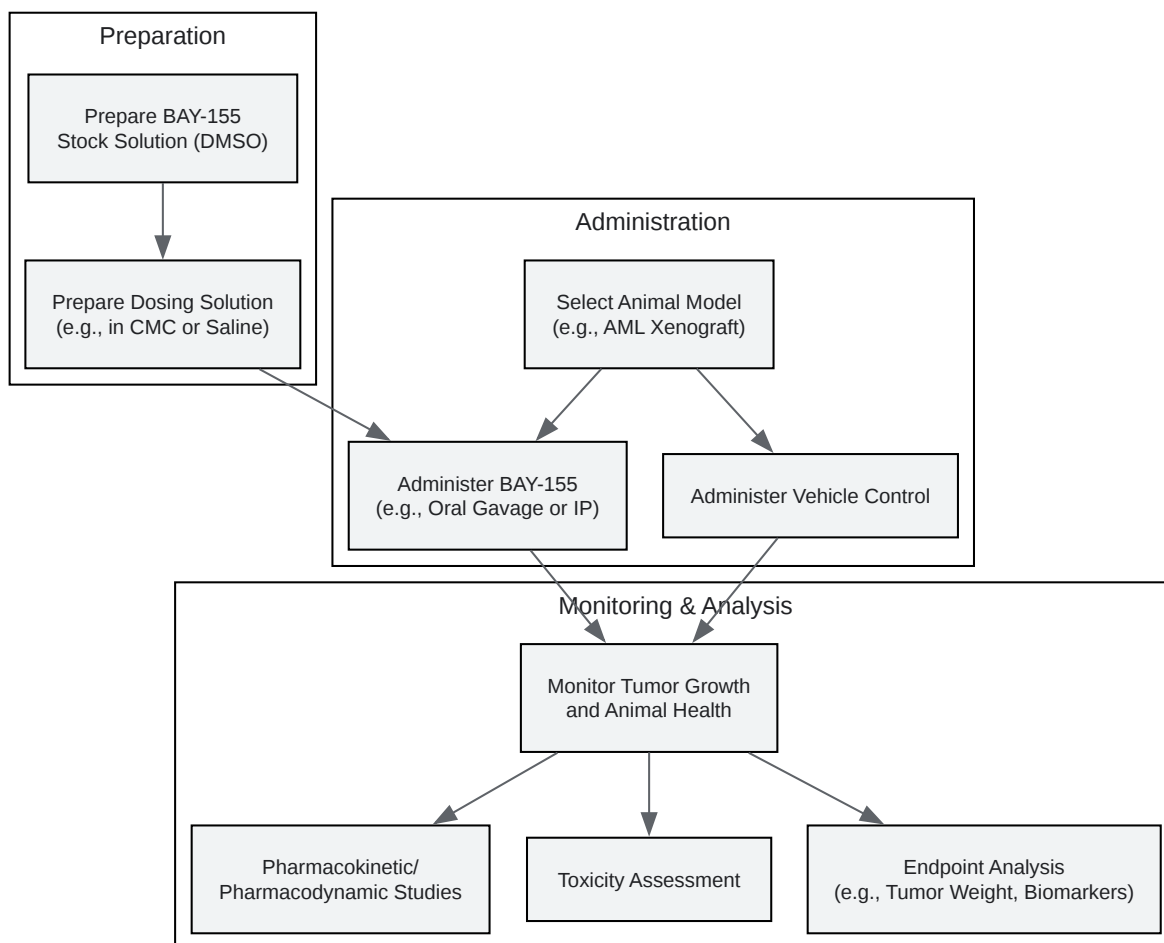 Preparation
Prepare BAY-155
Stock Solution (DMSO)
Prepare Dosing Solution
(e.g., in CMC or Saline)
Administration
Select Animal Model
(e.g., AML Xenograft)
Administer BAY-155
(e.g., Oral Gavage or IP)
Administer Vehicle Control
Monitoring & Analysis
Monitor Tumor Growth
and Animal Health
Pharmacokinetic/
Pharmacodynamic Studies
Toxicity Assessment
Endpoint Analysis
(e.g., Tumor Weight, Biomarkers)